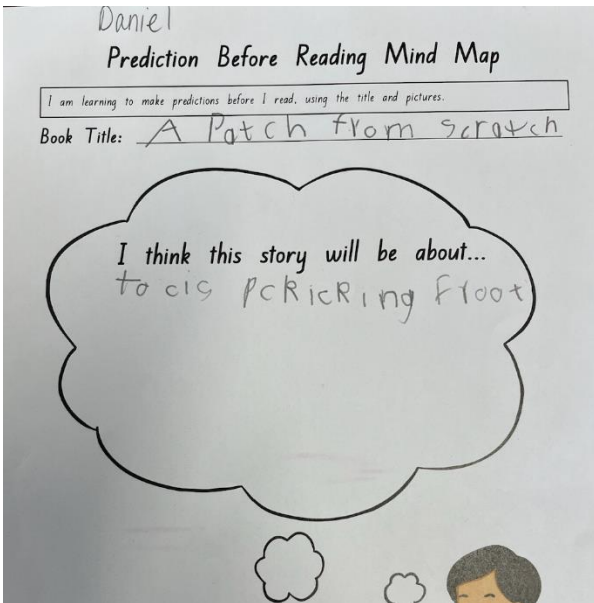 Daniel
Prediction Before Reading Mind Map
I am learning to make predictions before I read, using the title and pictures.
Book Title: A Patch from scratch
I think this story will be about...
to cis pcRicRing froot